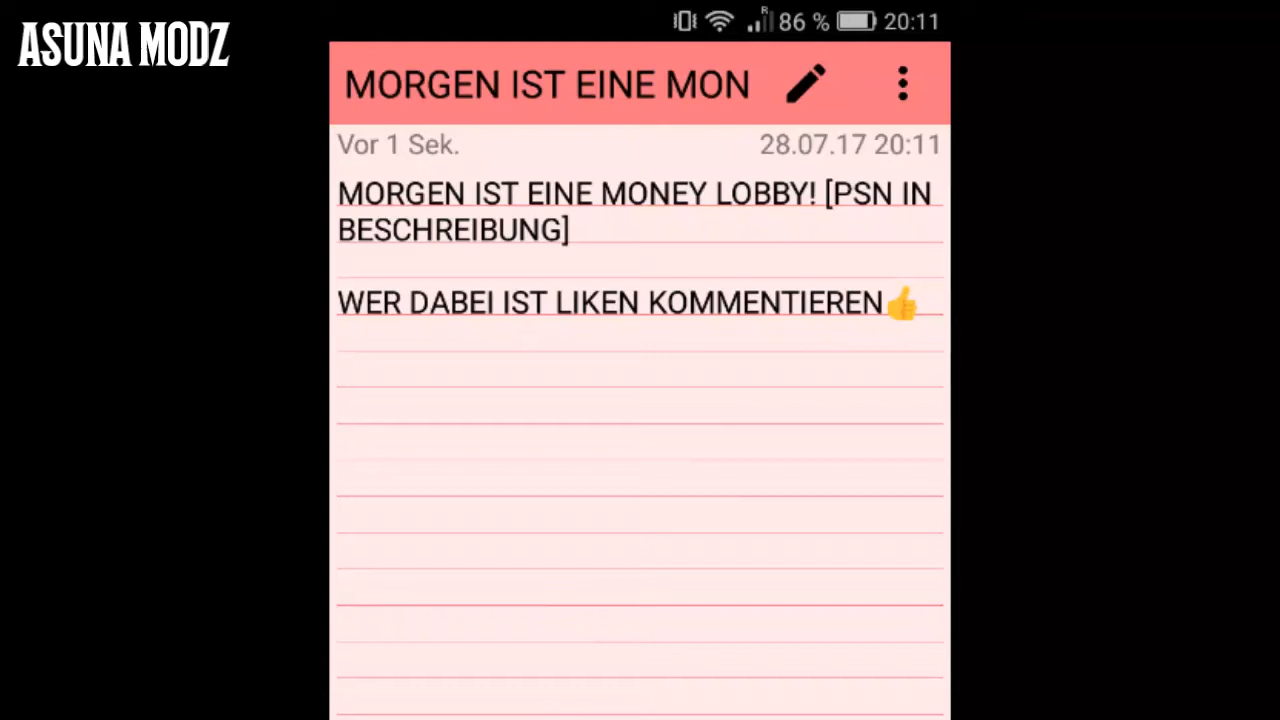 ASUNA MODZ
R
86 % 20:11
MORGEN IST EINE MON
Vor 1 Sek. 28.07.17 20:11
MORGEN IST EINE MONEY LOBBY! [PSN IN
BESCHREIBUNG]
WER DABEI IST LIKEN KOMMENTIEREN👍